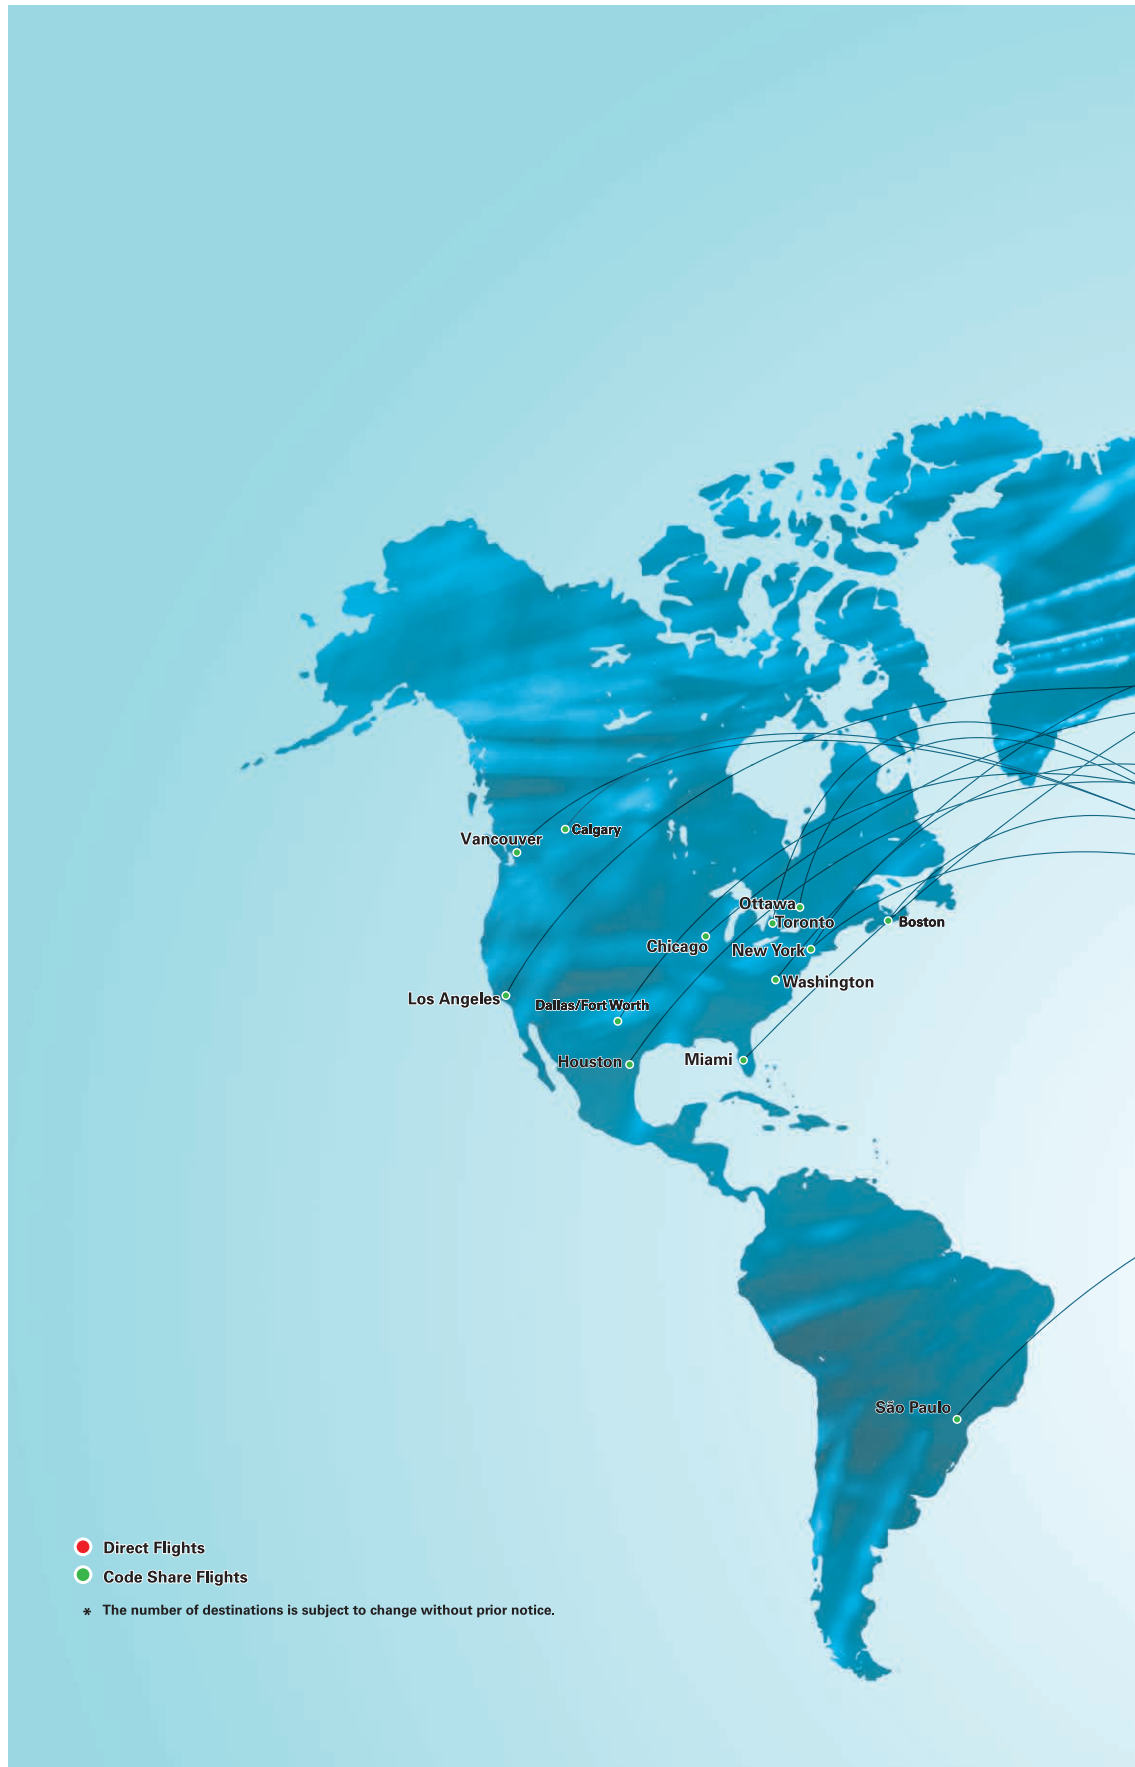 Vancouver
Calgary
Ottawa
Toronto
Boston
Chicago
New York
Washington
Los Angeles
Dallas/Fort Worth
Houston
Miami
São Paulo
Direct Flights
Code Share Flights
* The number of destinations is subject to change without prior notice.